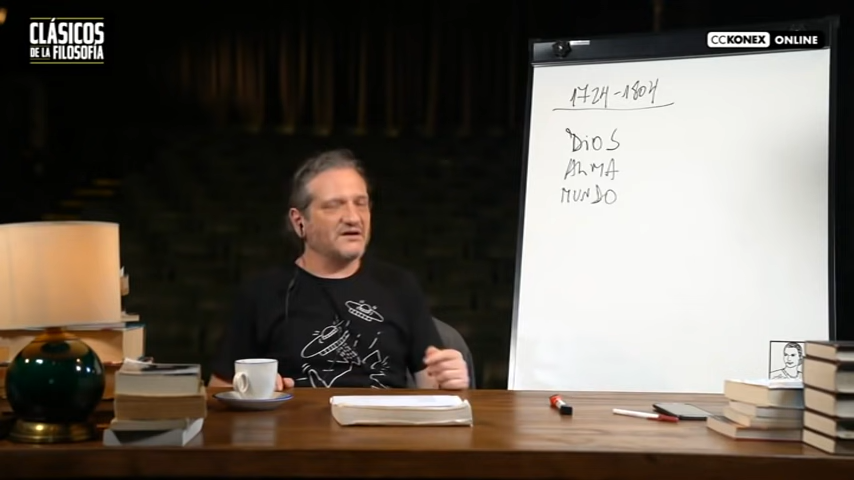 CLÁSICOS
de LA FILOSOFÍA
CCKONEX ONLINE
1724-1804
DIOS
ALMA
MUNDO